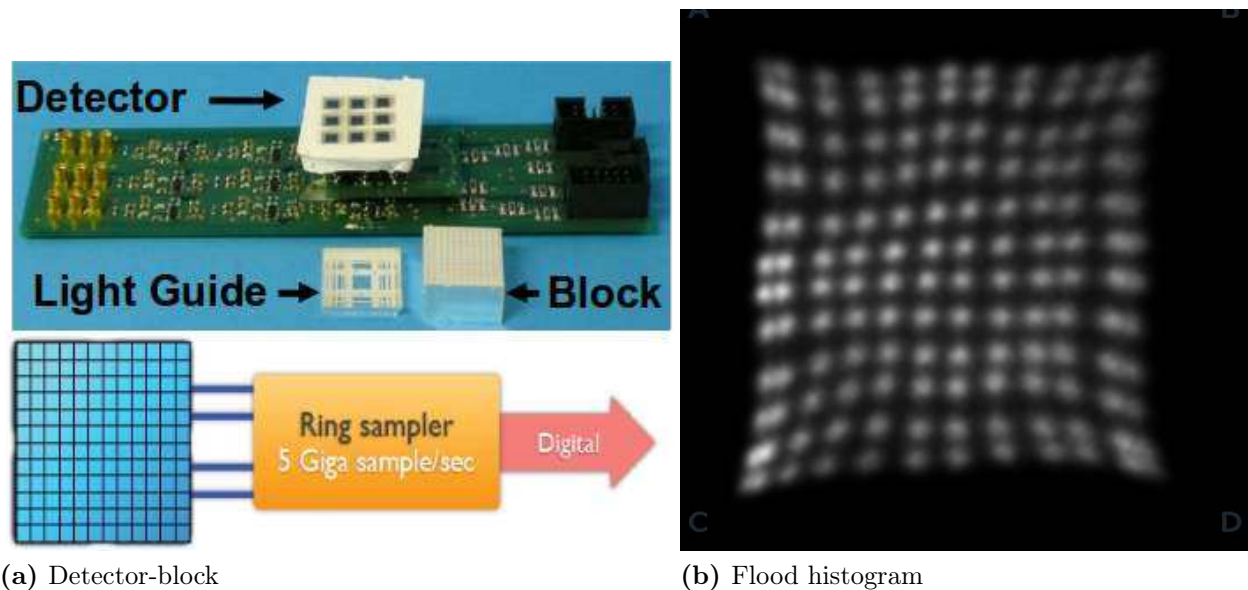 Detector
Light Guide
Block
Ring sampler
5 Giga sample/sec
Digital
(a) Detector-block
A
B
C
D
(b) Flood histogram